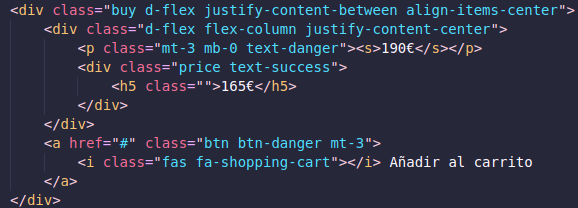 <div class="buy d-flex justify-content-between align-items-center">
<div class="d-flex flex-column justify-content-center">
<p class="mt-3 mb-0 text-danger"><s>190€</s></p>
<div class="price text-success">
<h5 class="">165€</h5>
</div>
</div>
<a href="#" class="btn btn-danger mt-3">
<i class="fas fa-shopping-cart"></i> Añadir al carrito
</a>
</div>